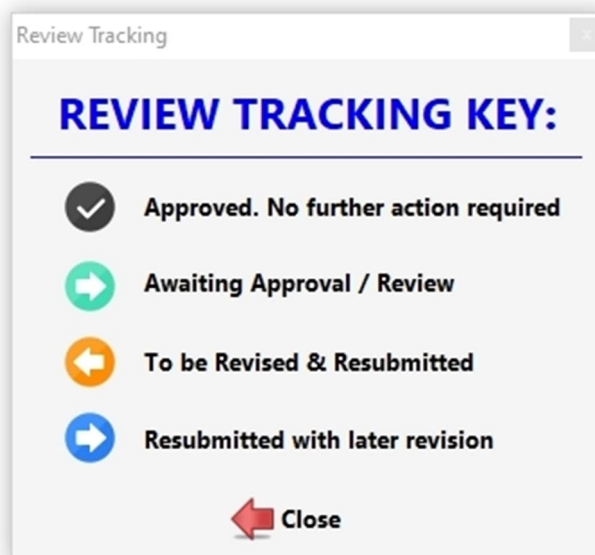 Review Tracking
REVIEW TRACKING KEY:
Approved. No further action required
Awaiting Approval / Review
To be Revised & Resubmitted
Resubmitted with later revision
Close